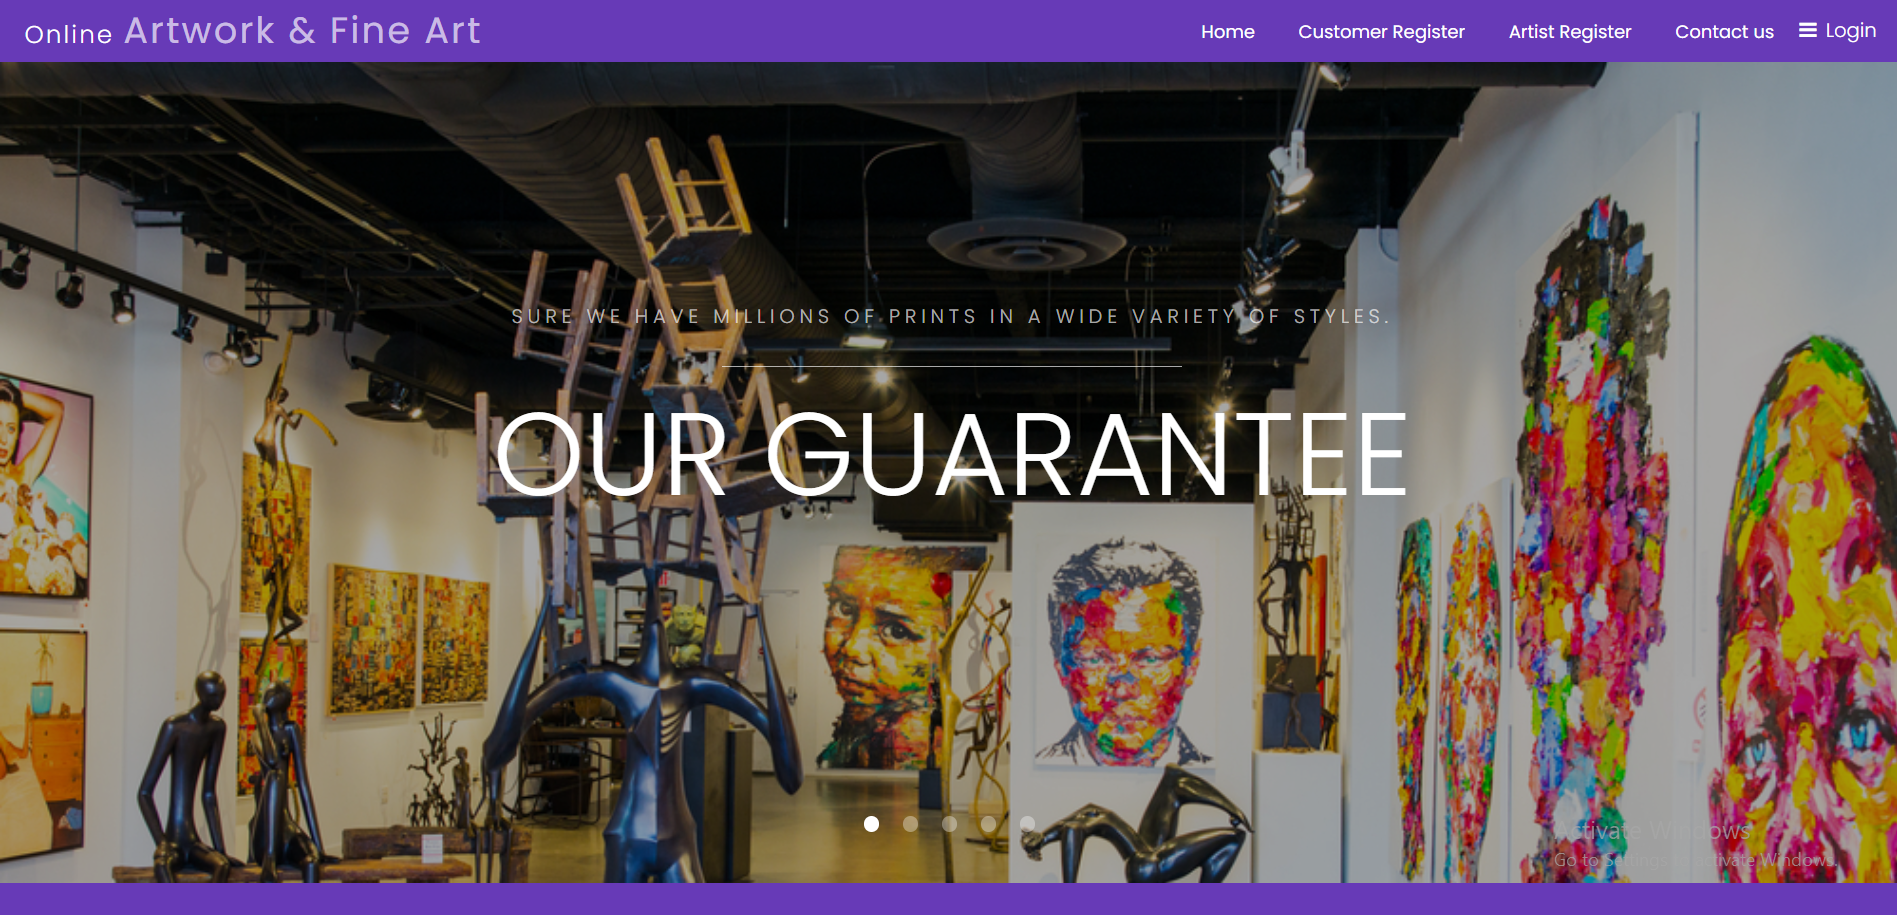 Online Artwork & Fine Art
Home Customer Register Artist Register Contact us Login
SURE WE HAVE MILLIONS OF PRINTS IN A WIDE VARIETY OF STYLES.
OUR GUARANTEE
Activate Windows
Go to Settings to activate Windows.